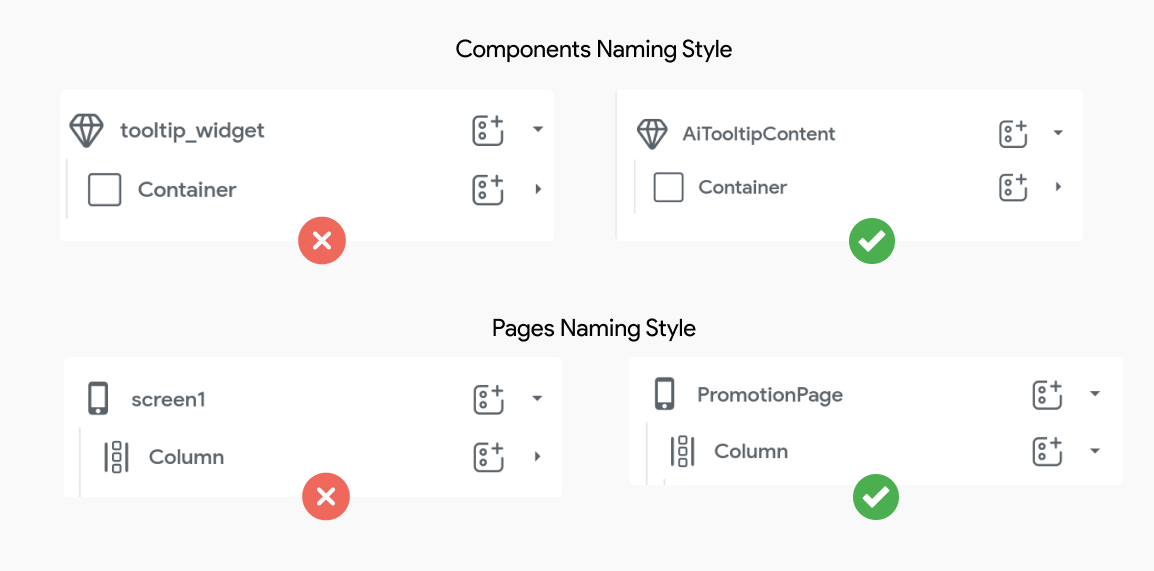 Components Naming Style
tooltip_widget
Container
AiTooltipContent
Container
Pages Naming Style
screen1
Column
PromotionPage
Column